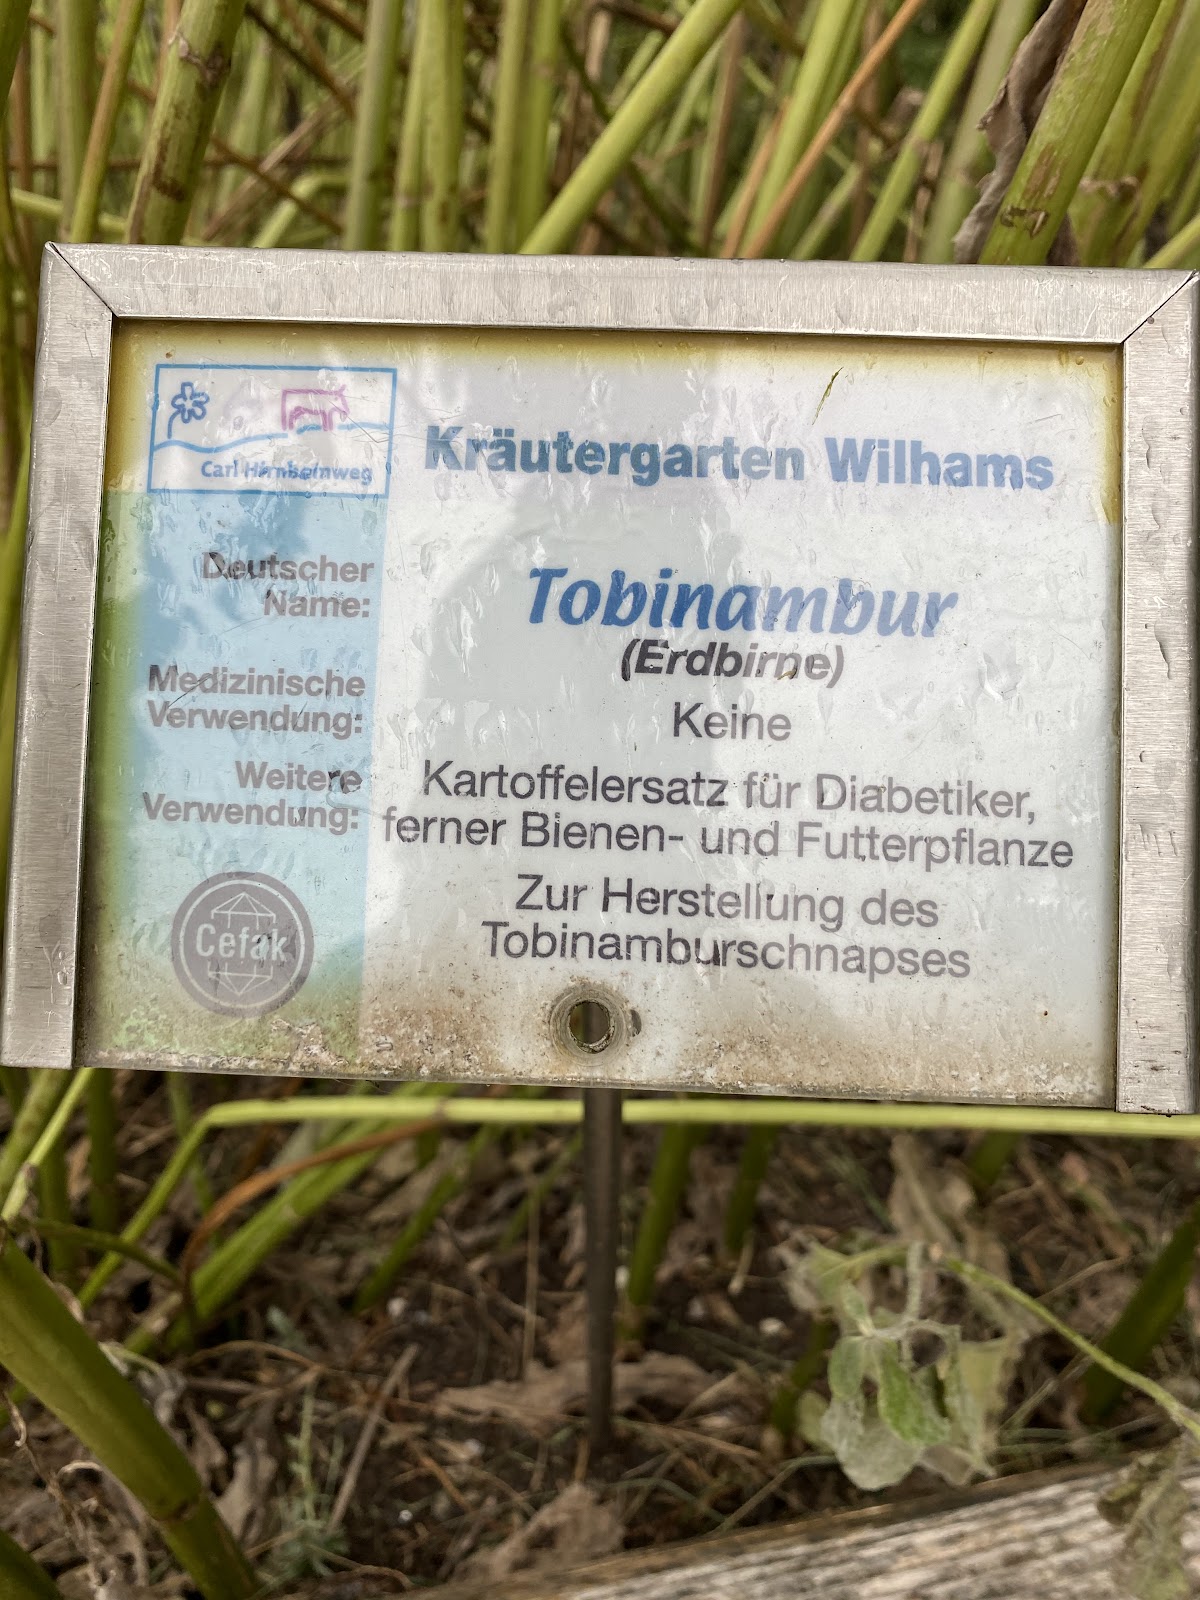 Carl Hirnbeinweg
Kräutergarten Wilhams
Deutscher
Name:
Tobinambur
(Erdbirne)
Medizinische
Verwendung:
Keine
Weitere
Verwendung:
Kartoffelersatz für Diabetiker,
ferner Bienen- und Futterpflanze
Zur Herstellung des
Tobinamburschnapses
Cefak